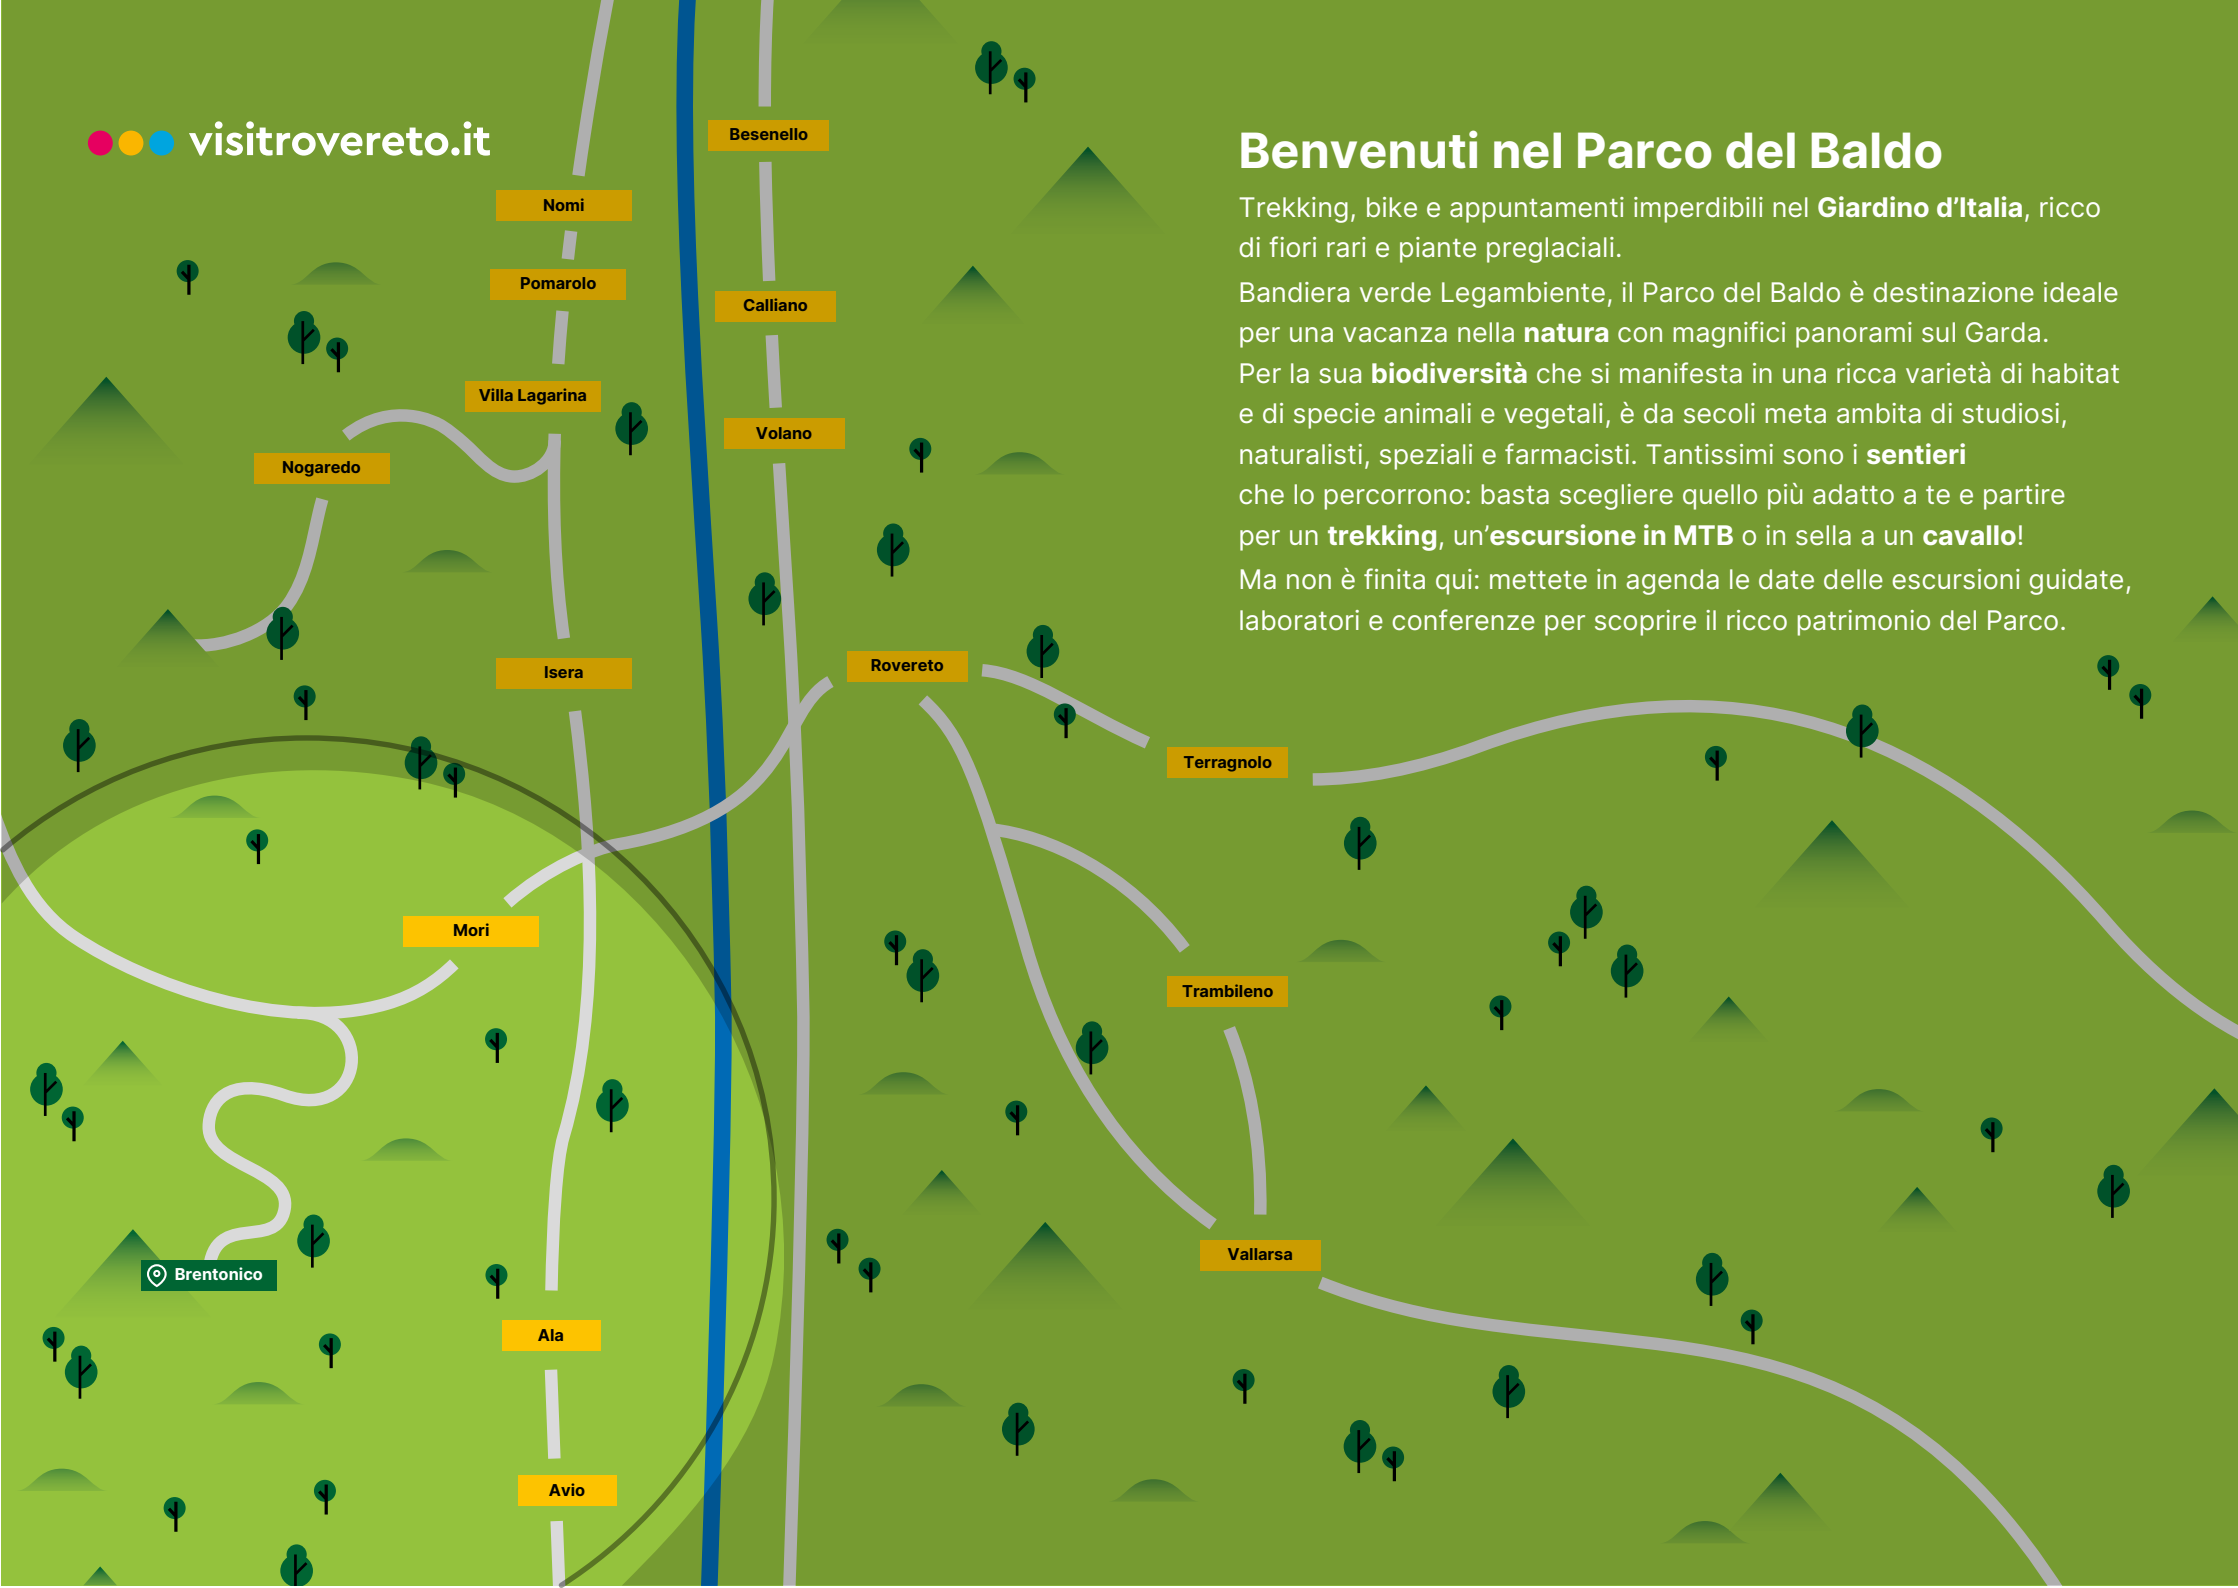 visitrovereto.it
Benvenuti nel Parco del Baldo
Trekking, bike e appuntamenti imperdibili nel Giardino d’Italia, ricco
di fiori rari e piante preglaciali.
Bandiera verde Legambiente, il Parco del Baldo è destinazione ideale
per una vacanza nella natura con magnifici panorami sul Garda.
Per la sua biodiversità che si manifesta in una ricca varietà di habitat
e di specie animali e vegetali, è da secoli meta ambita di studiosi,
naturalisti, speziali e farmacisti. Tantissimi sono i sentieri
che lo percorrono: basta scegliere quello più adatto a te e partire
per un trekking, un’escursione in MTB o in sella a un cavallo!
Ma non è finita qui: mettete in agenda le date delle escursioni guidate,
laboratori e conferenze per scoprire il ricco patrimonio del Parco.
Besenello
Nomi
Pomarolo
Calliano
Villa Lagarina
Volano
Nogaredo
Rovereto
Isera
Terragnolo
Mori
Trambileno
Vallarsa
Brentonico
Ala
Avio